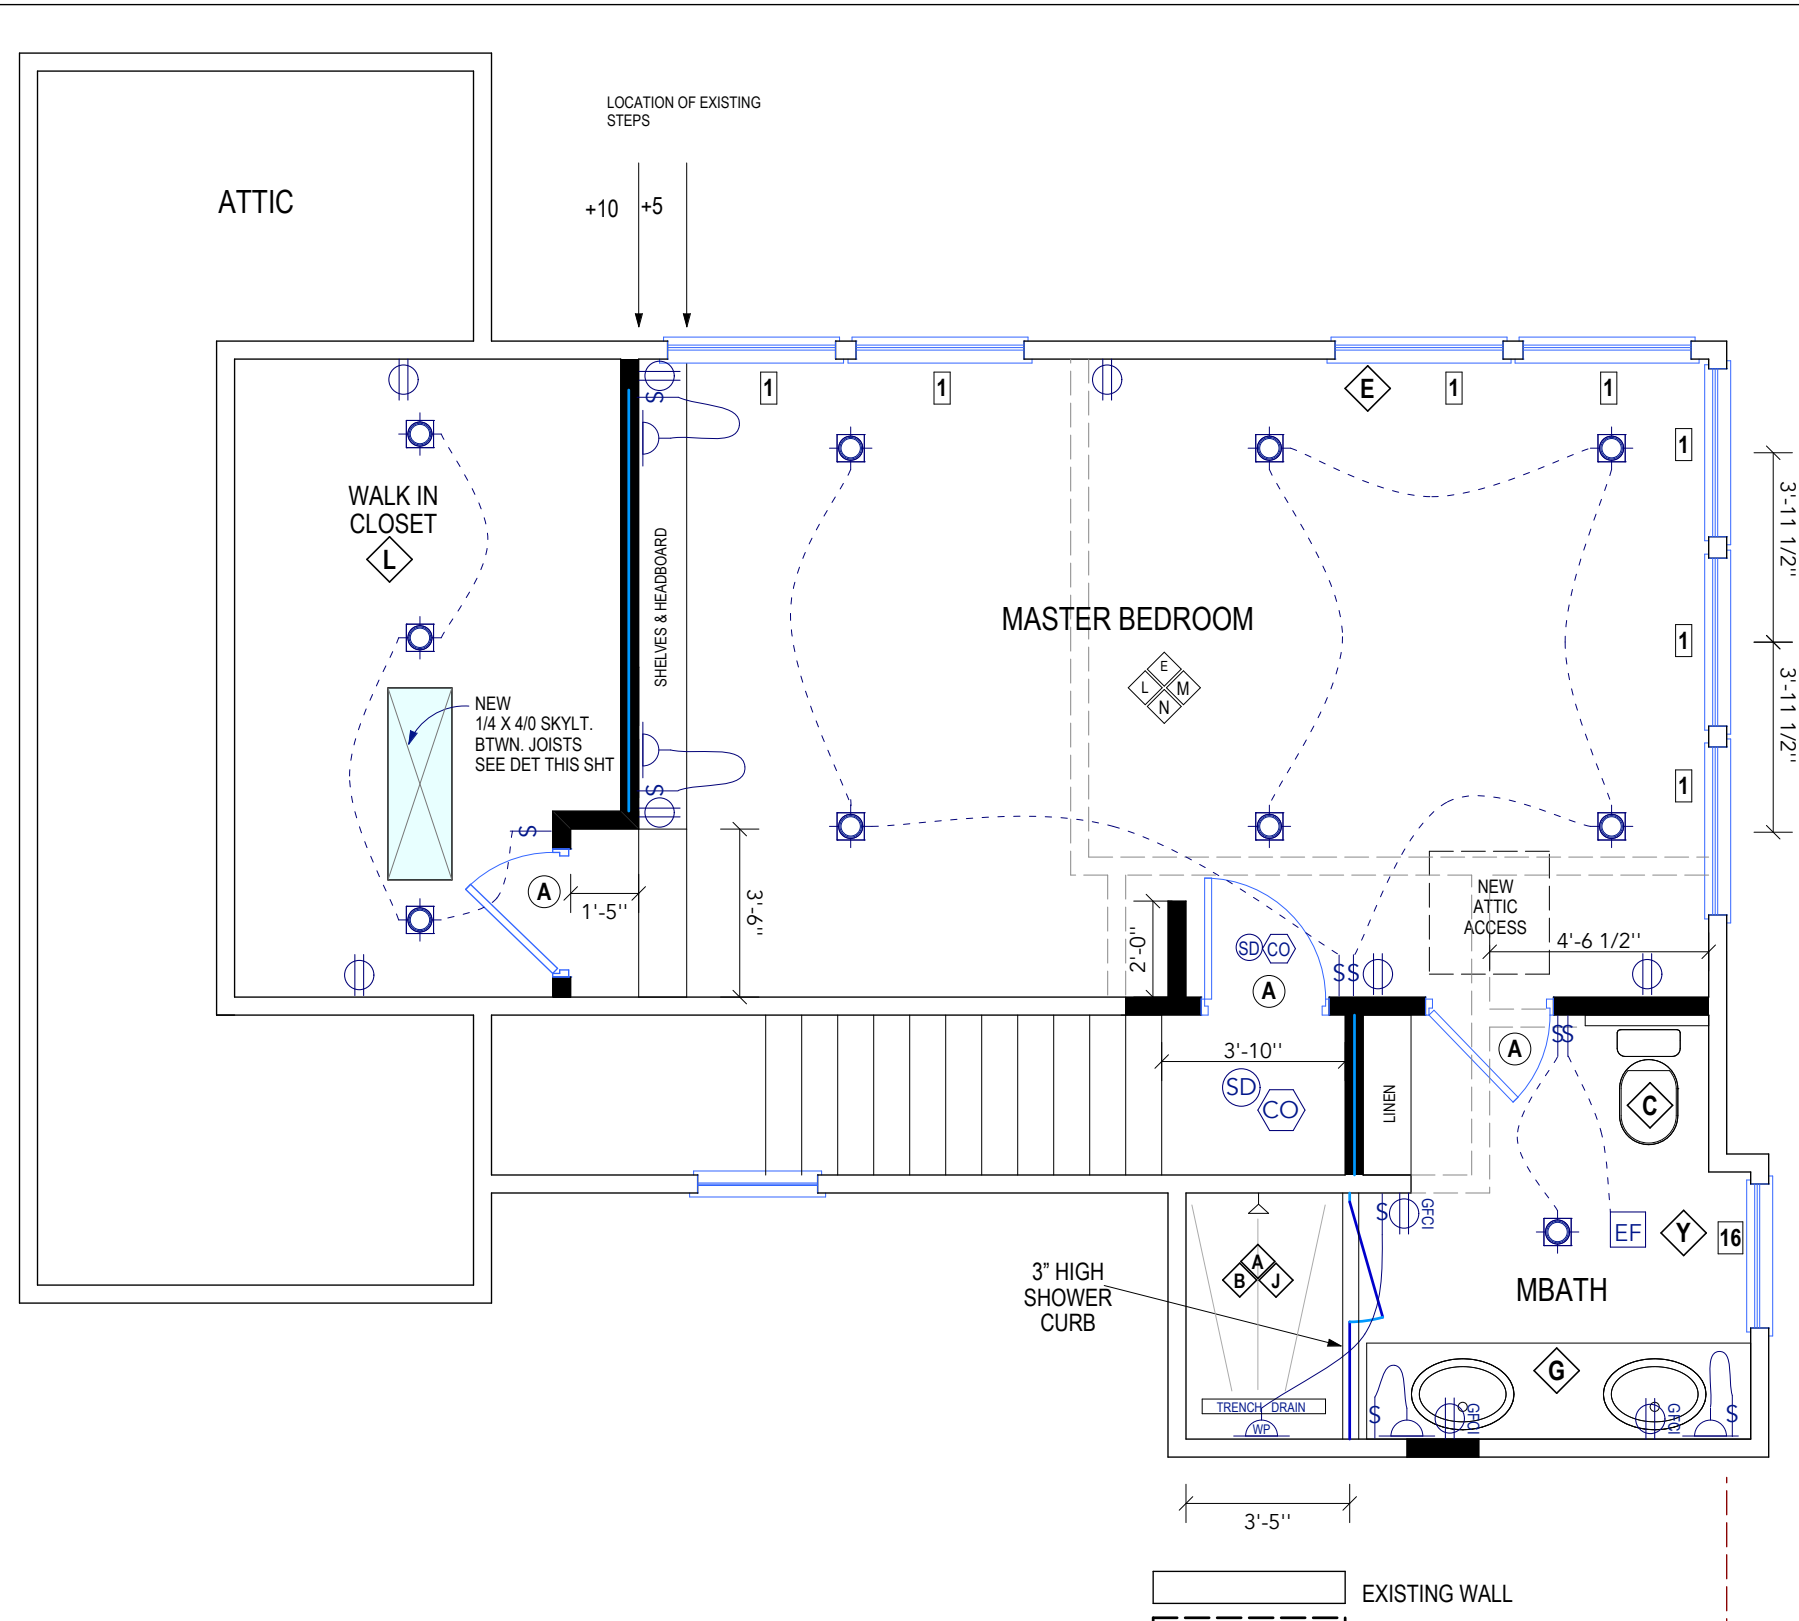 LOCATION OF EXISTING
STEPS
ATTIC
+10
+5
1
1
E
1
1
S
1
3'-11 1/2"
WALK IN
CLOSET
L
SHELVES & HEADBOARD
MASTER BEDROOM
1
E
L
M
N
3'-11 1/2"
NEW
1/4 X 4/0 SKYLT.
BTWN. JOISTS
SEE DET THIS SHT
1
S
S
A
1'-5"
3'-6"
NEW
ATTIC
ACCESS
2'-0"
SD
CO
4'-6 1/2"
SS
A
3'-10"
SS
A
SD
CO
LINEN
C
S
GFCI
EF
Y
16
3” HIGH
SHOWER
CURB
A
B
J
MBATH
G
TRENCH DRAIN
WP
S
GFCI
GFCI
S
3'-5"
EXISTING WALL